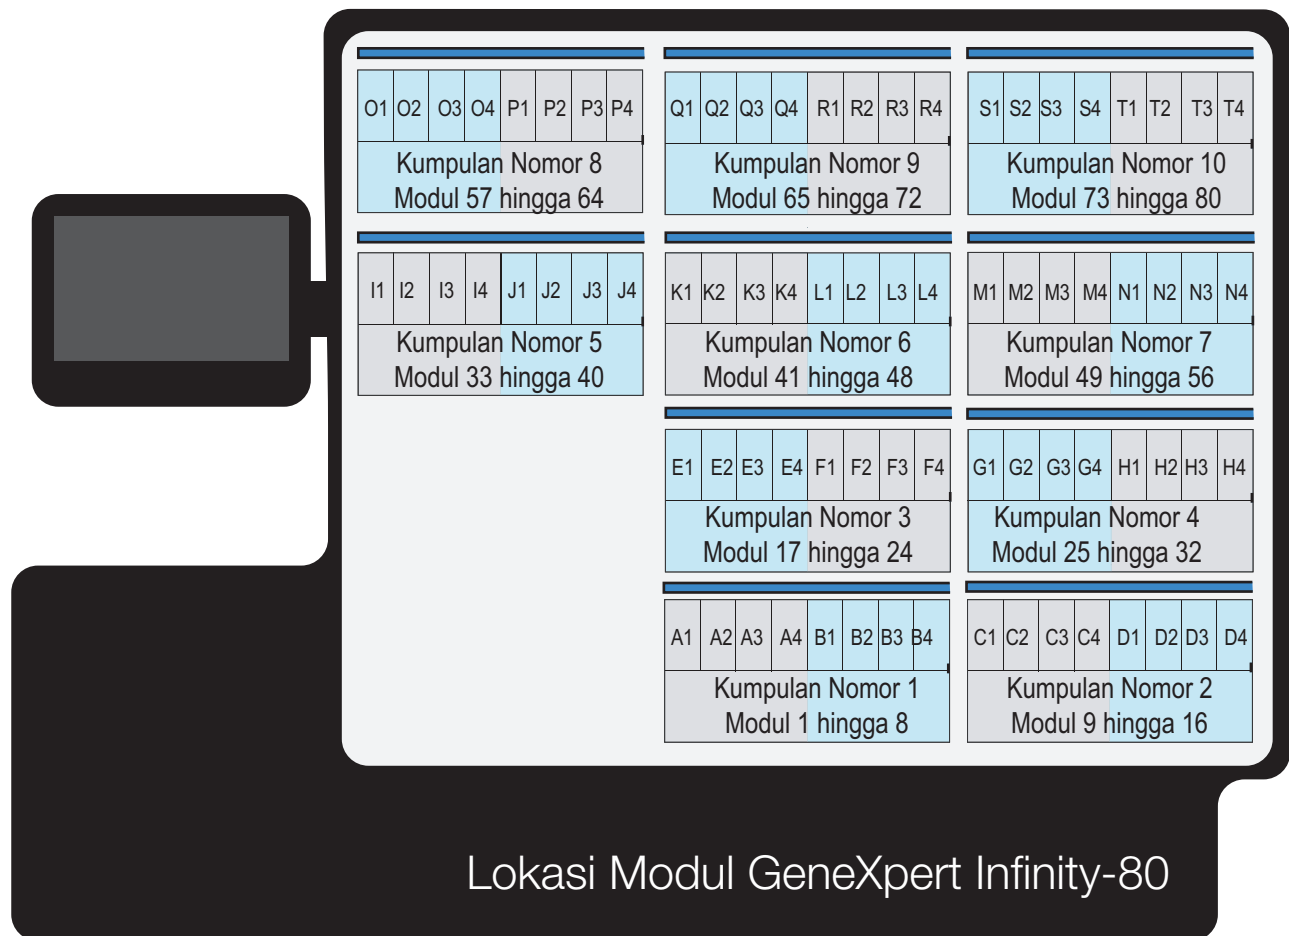 O1 O2 O3 O4 P1 P2 P3 P4
Kumpulan Nomor 8
Modul 57 hingga 64
Q1 Q2 Q3 Q4 R1 R2 R3 R4
Kumpulan Nomor 9
Modul 65 hingga 72
S1 S2 S3 S4 T1 T2 T3 T4
Kumpulan Nomor 10
Modul 73 hingga 80
I1 I2 I3 I4 J1 J2 J3 J4
Kumpulan Nomor 5
Modul 33 hingga 40
K1 K2 K3 K4 L1 L2 L3 L4
Kumpulan Nomor 6
Modul 41 hingga 48
M1 M2 M3 M4 N1 N2 N3 N4
Kumpulan Nomor 7
Modul 49 hingga 56
E1 E2 E3 E4 F1 F2 F3 F4
Kumpulan Nomor 3
Modul 17 hingga 24
G1 G2 G3 G4 H1 H2 H3 H4
Kumpulan Nomor 4
Modul 25 hingga 32
A1 A2 A3 A4 B1 B2 B3 B4
Kumpulan Nomor 1
Modul 1 hingga 8
C1 C2 C3 C4 D1 D2 D3 D4
Kumpulan Nomor 2
Modul 9 hingga 16
Lokasi Modul GeneXpert Infinity-80